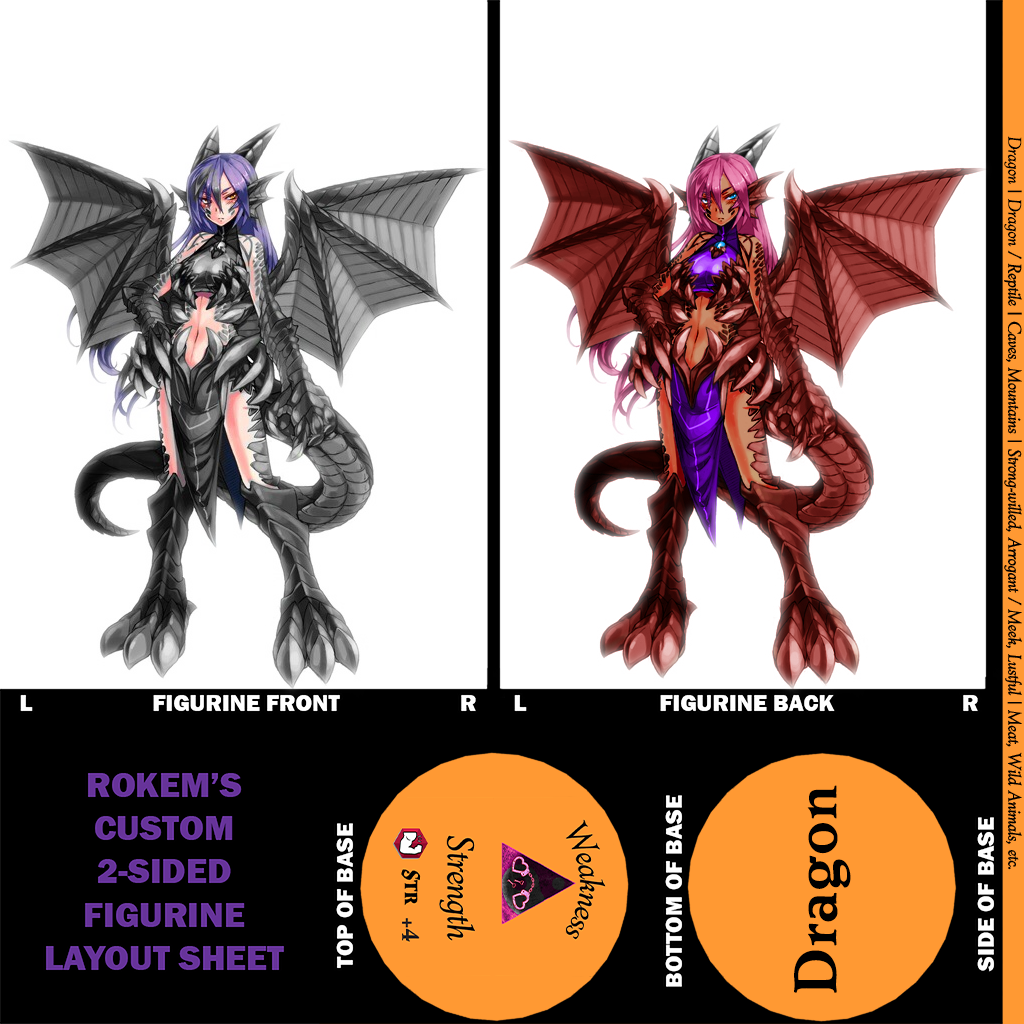 L FIGURINE FRONT R
L FIGURINE BACK R
ROKEM'S
CUSTOM
2-SIDED
FIGURINE
LAYOUT SHEET
TOP OF BASE
Weakness
Strength
STR +4
BOTTOM OF BASE
Dragon
SIDE OF BASE
Dragon | Dragon / Reptile | Caves, Mountains | Strong-willed, Arrogant / Meek, Lustful | Meat, Wild Animals, etc.